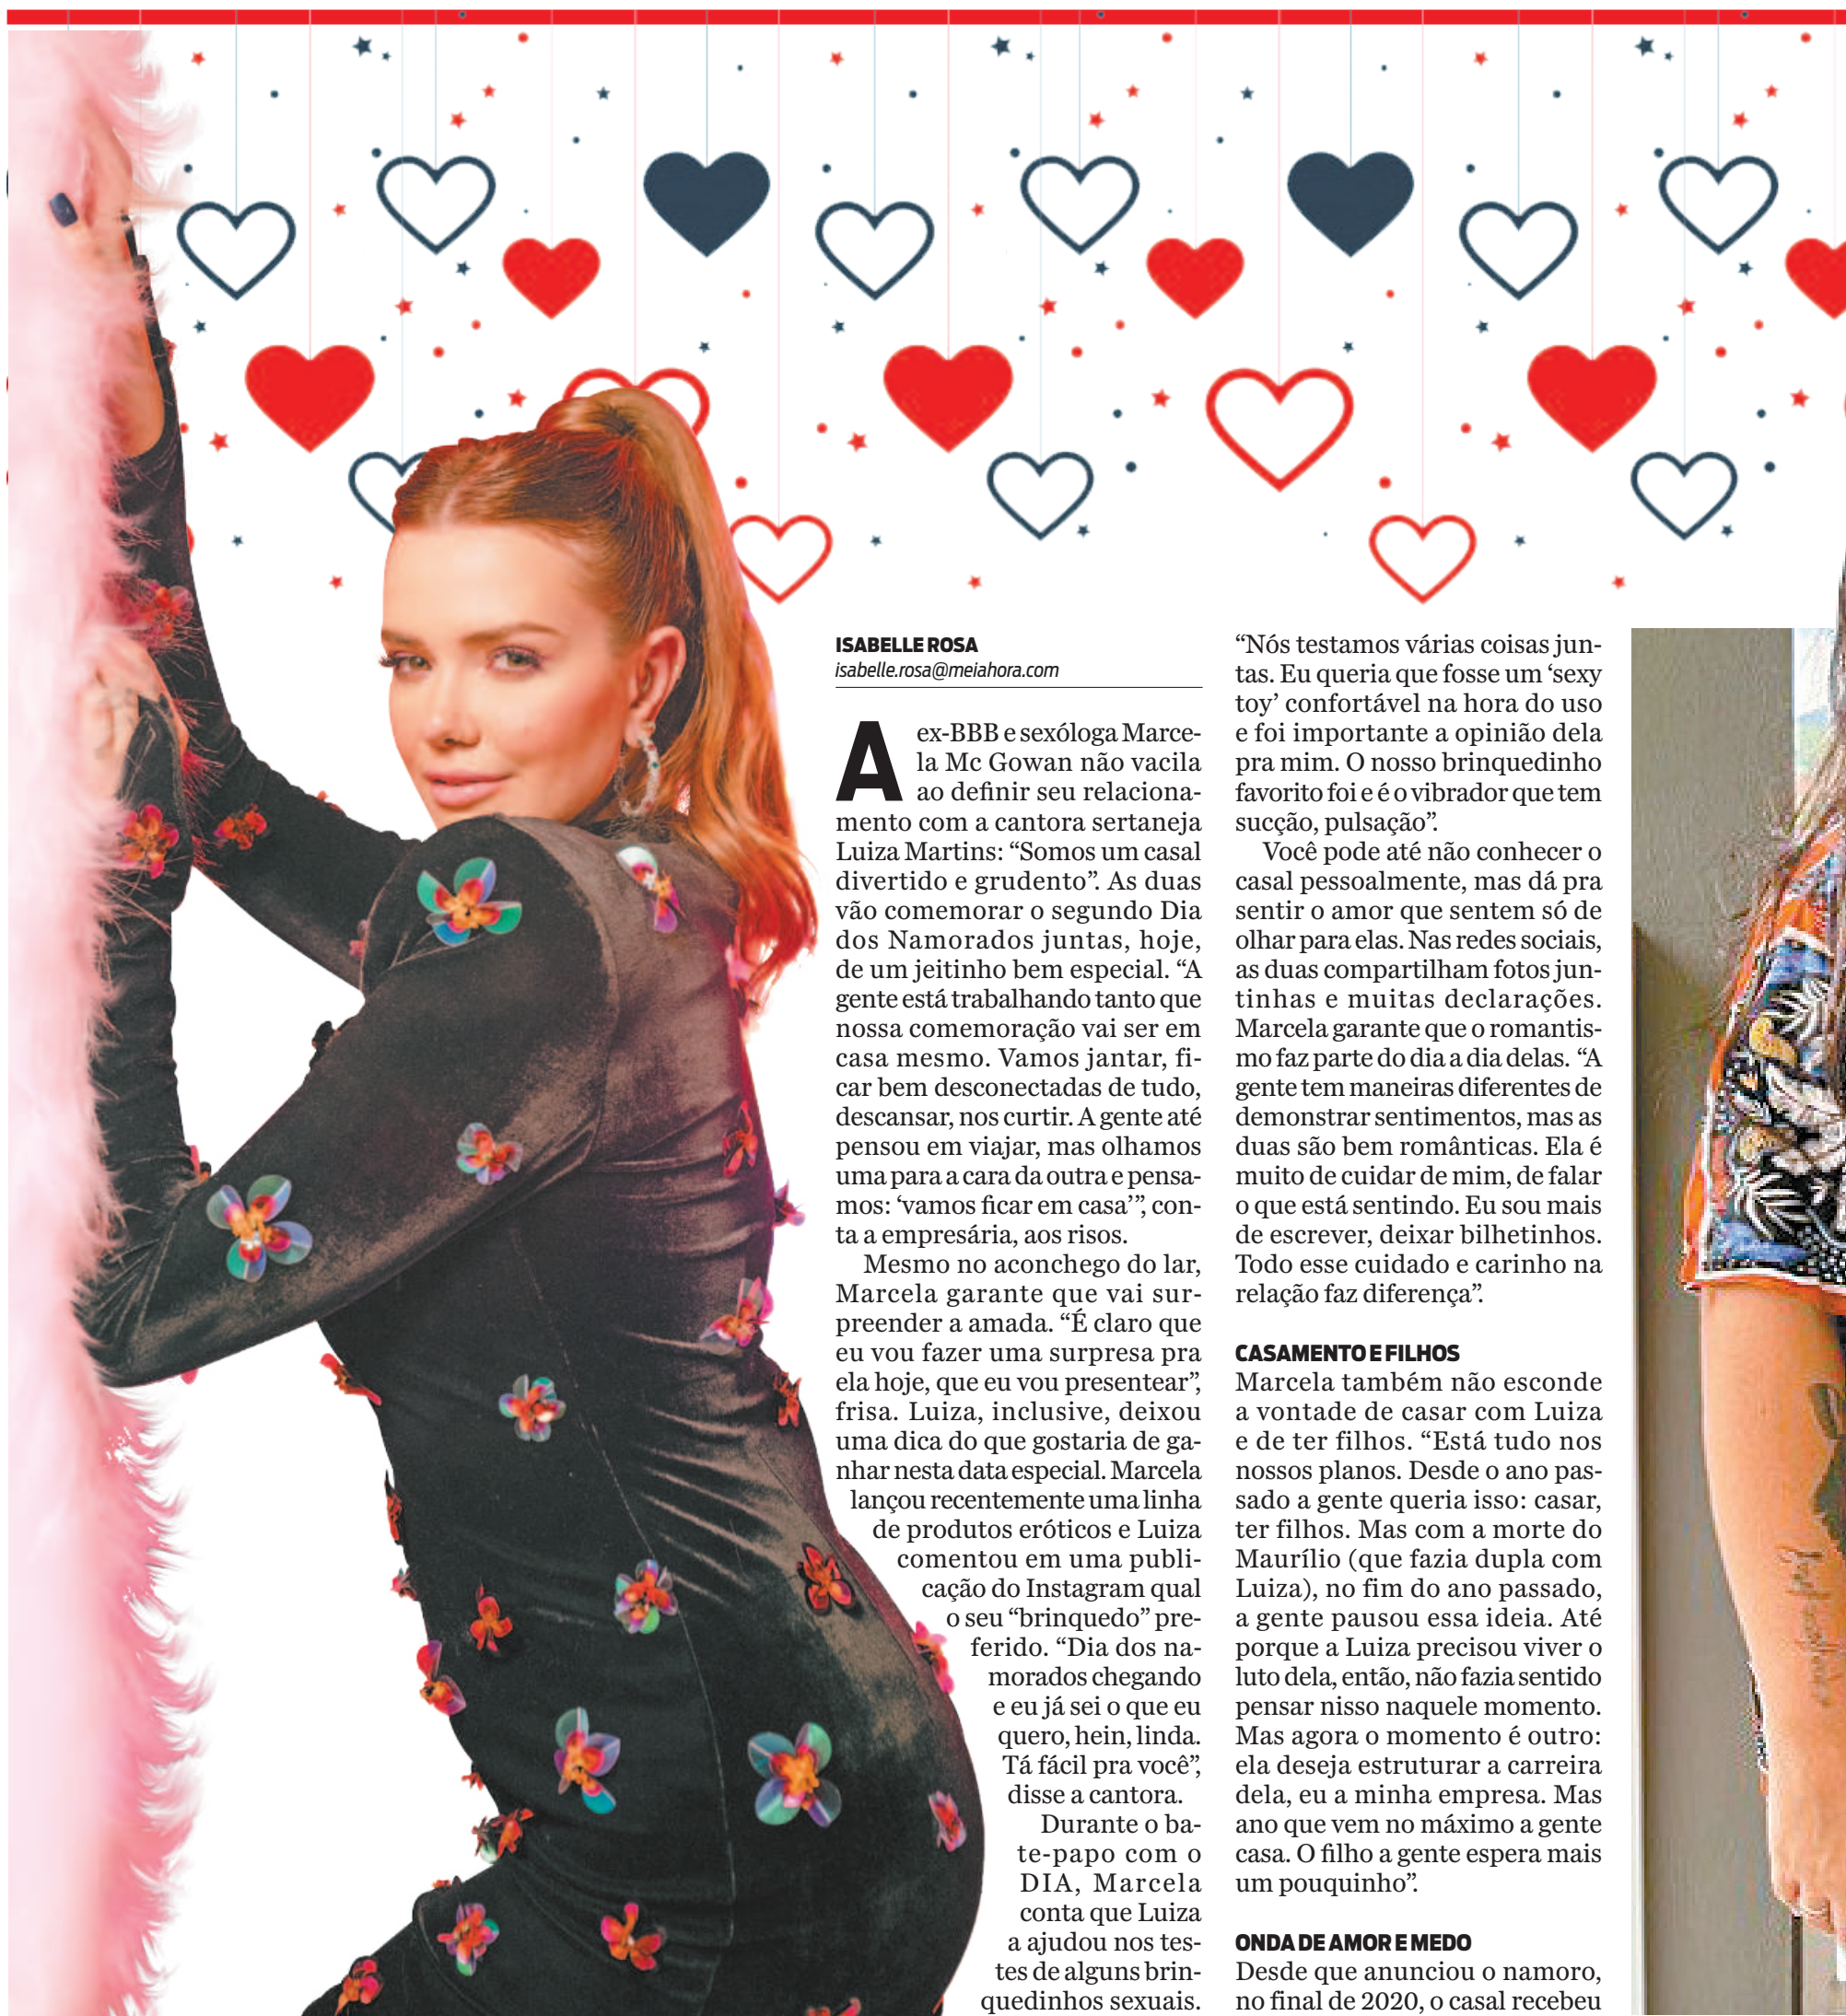 ISABELLE ROSA
isabelle.rosa@meiahora.com
A ex-BBB e sexóloga Marce-
la Mc Gowan não vacila
ao definir seu relaciona-
mento com a cantora sertaneja
Luiza Martins: “Somos um casal
divertido e grudento”. As duas
vão comemorar o segundo Dia
dos Namorados juntas, hoje,
de um jeitinho bem especial. “A
gente está trabalhando tanto que
nossa comemoração vai ser em
casa mesmo. Vamos jantar, fi-
car bem desconectadas de tudo,
descansar, nos curtir. A gente até
pensou em viajar, mas olhamos
uma para a cara da outra e pensa-
mos: ‘vamos ficar em casa’”, con-
ta a empresária, aos risos.
Mesmo no aconchego do lar,
Marcela garante que vai sur-
preender a amada. “É claro que
eu vou fazer uma surpresa pra
ela hoje, que eu vou presentear”,
frisa. Luiza, inclusive, deixou
uma dica do que gostaria de ga-
nhar nesta data especial. Marcela
lançou recentemente uma linha
de produtos eróticos e Luiza
comentou em uma publi-
cação do Instagram qual
o seu “brinquedo” pre-
ferido. “Dia dos na-
morados chegando
e eu já sei o que eu
quero, hein, linda.
Tá fácil pra você”,
disse a cantora.
Durante o ba-
te-papo com o
DIA, Marcela
conta que Luiza
a ajudou nos tes-
tes de alguns brin-
quedinhos sexuais.
“Nós testamos várias coisas jun-
tas. Eu queria que fosse um ‘sexy
toy’ confortável na hora do uso
e foi importante a opinião dela
pra mim. O nosso brinquedinho
favorito foi e é o vibrador que tem
sucção, pulsação”.
Você pode até não conhecer o
casal pessoalmente, mas dá pra
sentir o amor que sentem só de
olhar para elas. Nas redes sociais,
as duas compartilham fotos jun-
tinhas e muitas declarações.
Marcela garante que o romantis-
mo faz parte do dia a dia delas. “A
gente tem maneiras diferentes de
demonstrar sentimentos, mas as
duas são bem românticas. Ela é
muito de cuidar de mim, de falar
o que está sentindo. Eu sou mais
de escrever, deixar bilhetinhos.
Todo esse cuidado e carinho na
relação faz diferença”.
CASAMENTO E FILHOS
Marcela também não esconde
a vontade de casar com Luiza
e de ter filhos. “Está tudo nos
nossos planos. Desde o ano pas-
sado a gente queria isso: casar,
ter filhos. Mas com a morte do
Maurílio (que fazia dupla com
Luiza), no fim do ano passado,
a gente pausou essa ideia. Até
porque a Luiza precisou viver o
luto dela, então, não fazia sentido
pensar nisso naquele momento.
Mas agora o momento é outro:
ela deseja estruturar a carreira
dela, eu a minha empresa. Mas
ano que vem no máximo a gente
casa. O filho a gente espera mais
um pouquinho”.
ONDA DE AMOR E MEDO
Desde que anunciou o namoro,
no final de 2020, o casal recebeu